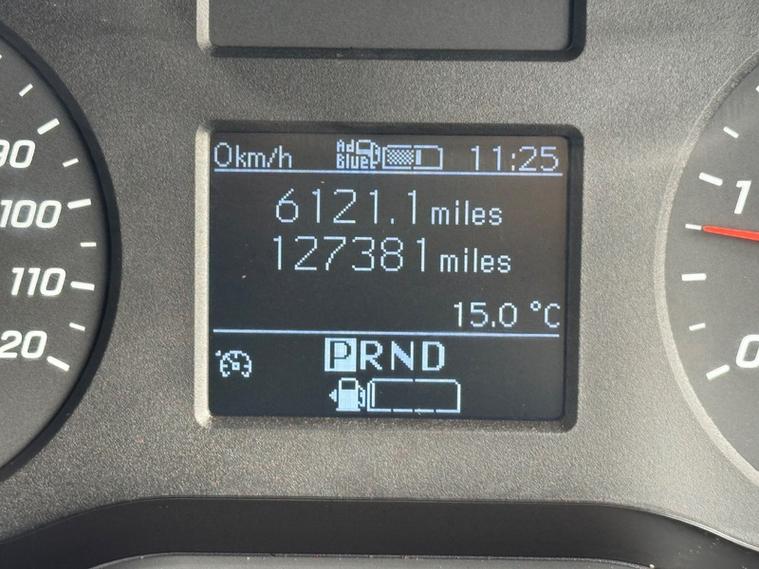 0km/h Ad Blue 11:25
6121.1 miles
127381 miles
15.0 °C
PRND
90
100
110
20
1
0